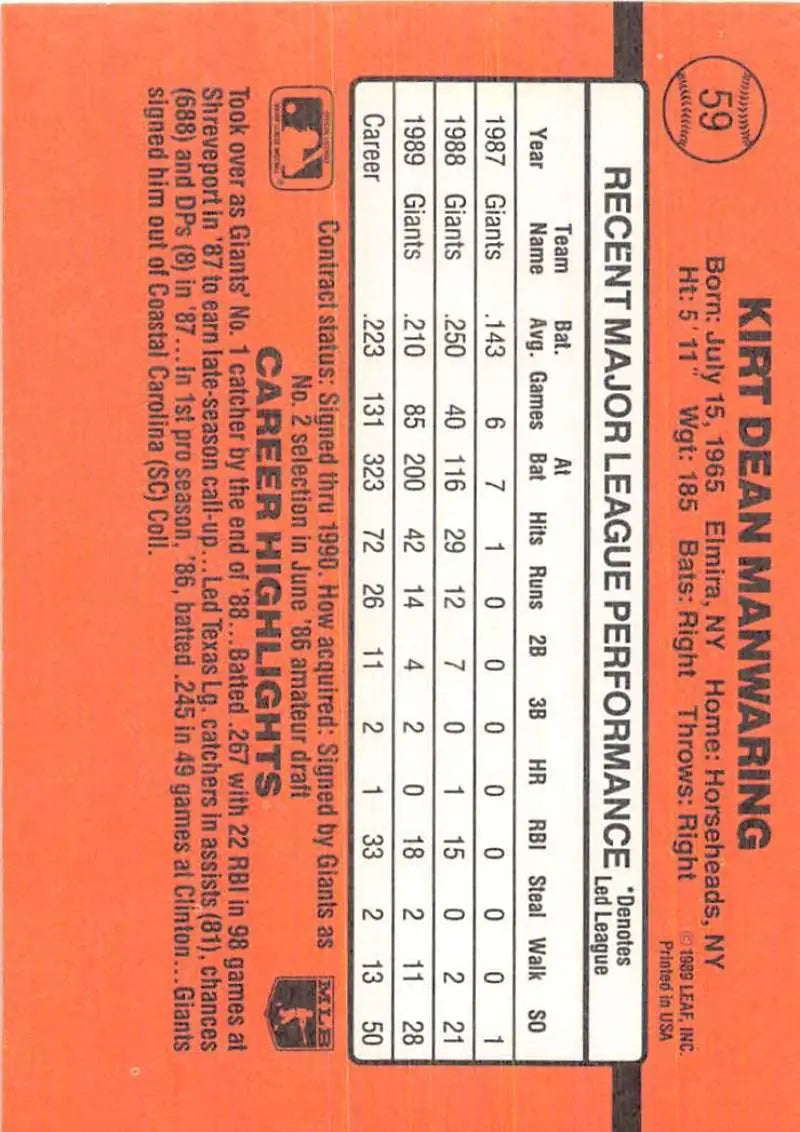 59
KIRT DEAN MANWARING
Born: July 15, 1965 Elmira, NY Home: Horseheads, NY
Ht: 5' 11" Wgt: 185 Bats: Right Throws: Right
© 1989 LEAF, INC.
Printed in USA
RECENT MAJOR LEAGUE PERFORMANCE
*Denotes
Led League
Team Bat. At
Year Name Avg. Games Bat Hits Runs 2B 3B HR RBI Steal Walk SO
1987 Giants .143 6 7 1 0 0 0 0 0 0 0 1
1988 Giants .250 40 116 29 12 7 0 1 15 0 2 21
1989 Giants .210 85 200 42 14 4 2 0 18 2 11 28
Career .223 131 323 72 26 11 2 1 33 2 13 50
Contract status: Signed thru 1990. How acquired: Signed by Giants as
No. 2 selection in June '86 amateur draft
MLB
CAREER HIGHLIGHTS
Took over as Giants' No. 1 catcher by the end of '88...Batted .267 with 22 RBI in 98 games at
Shreveport in '87 to earn late-season call-up...Led Texas Lg. catchers in assists (81), chances
(688) and DPs (8) in '87...In 1st pro season, '86, batted .245 in 49 games at Clinton...Giants
signed him out of Coastal Carolina (SC) Coll.